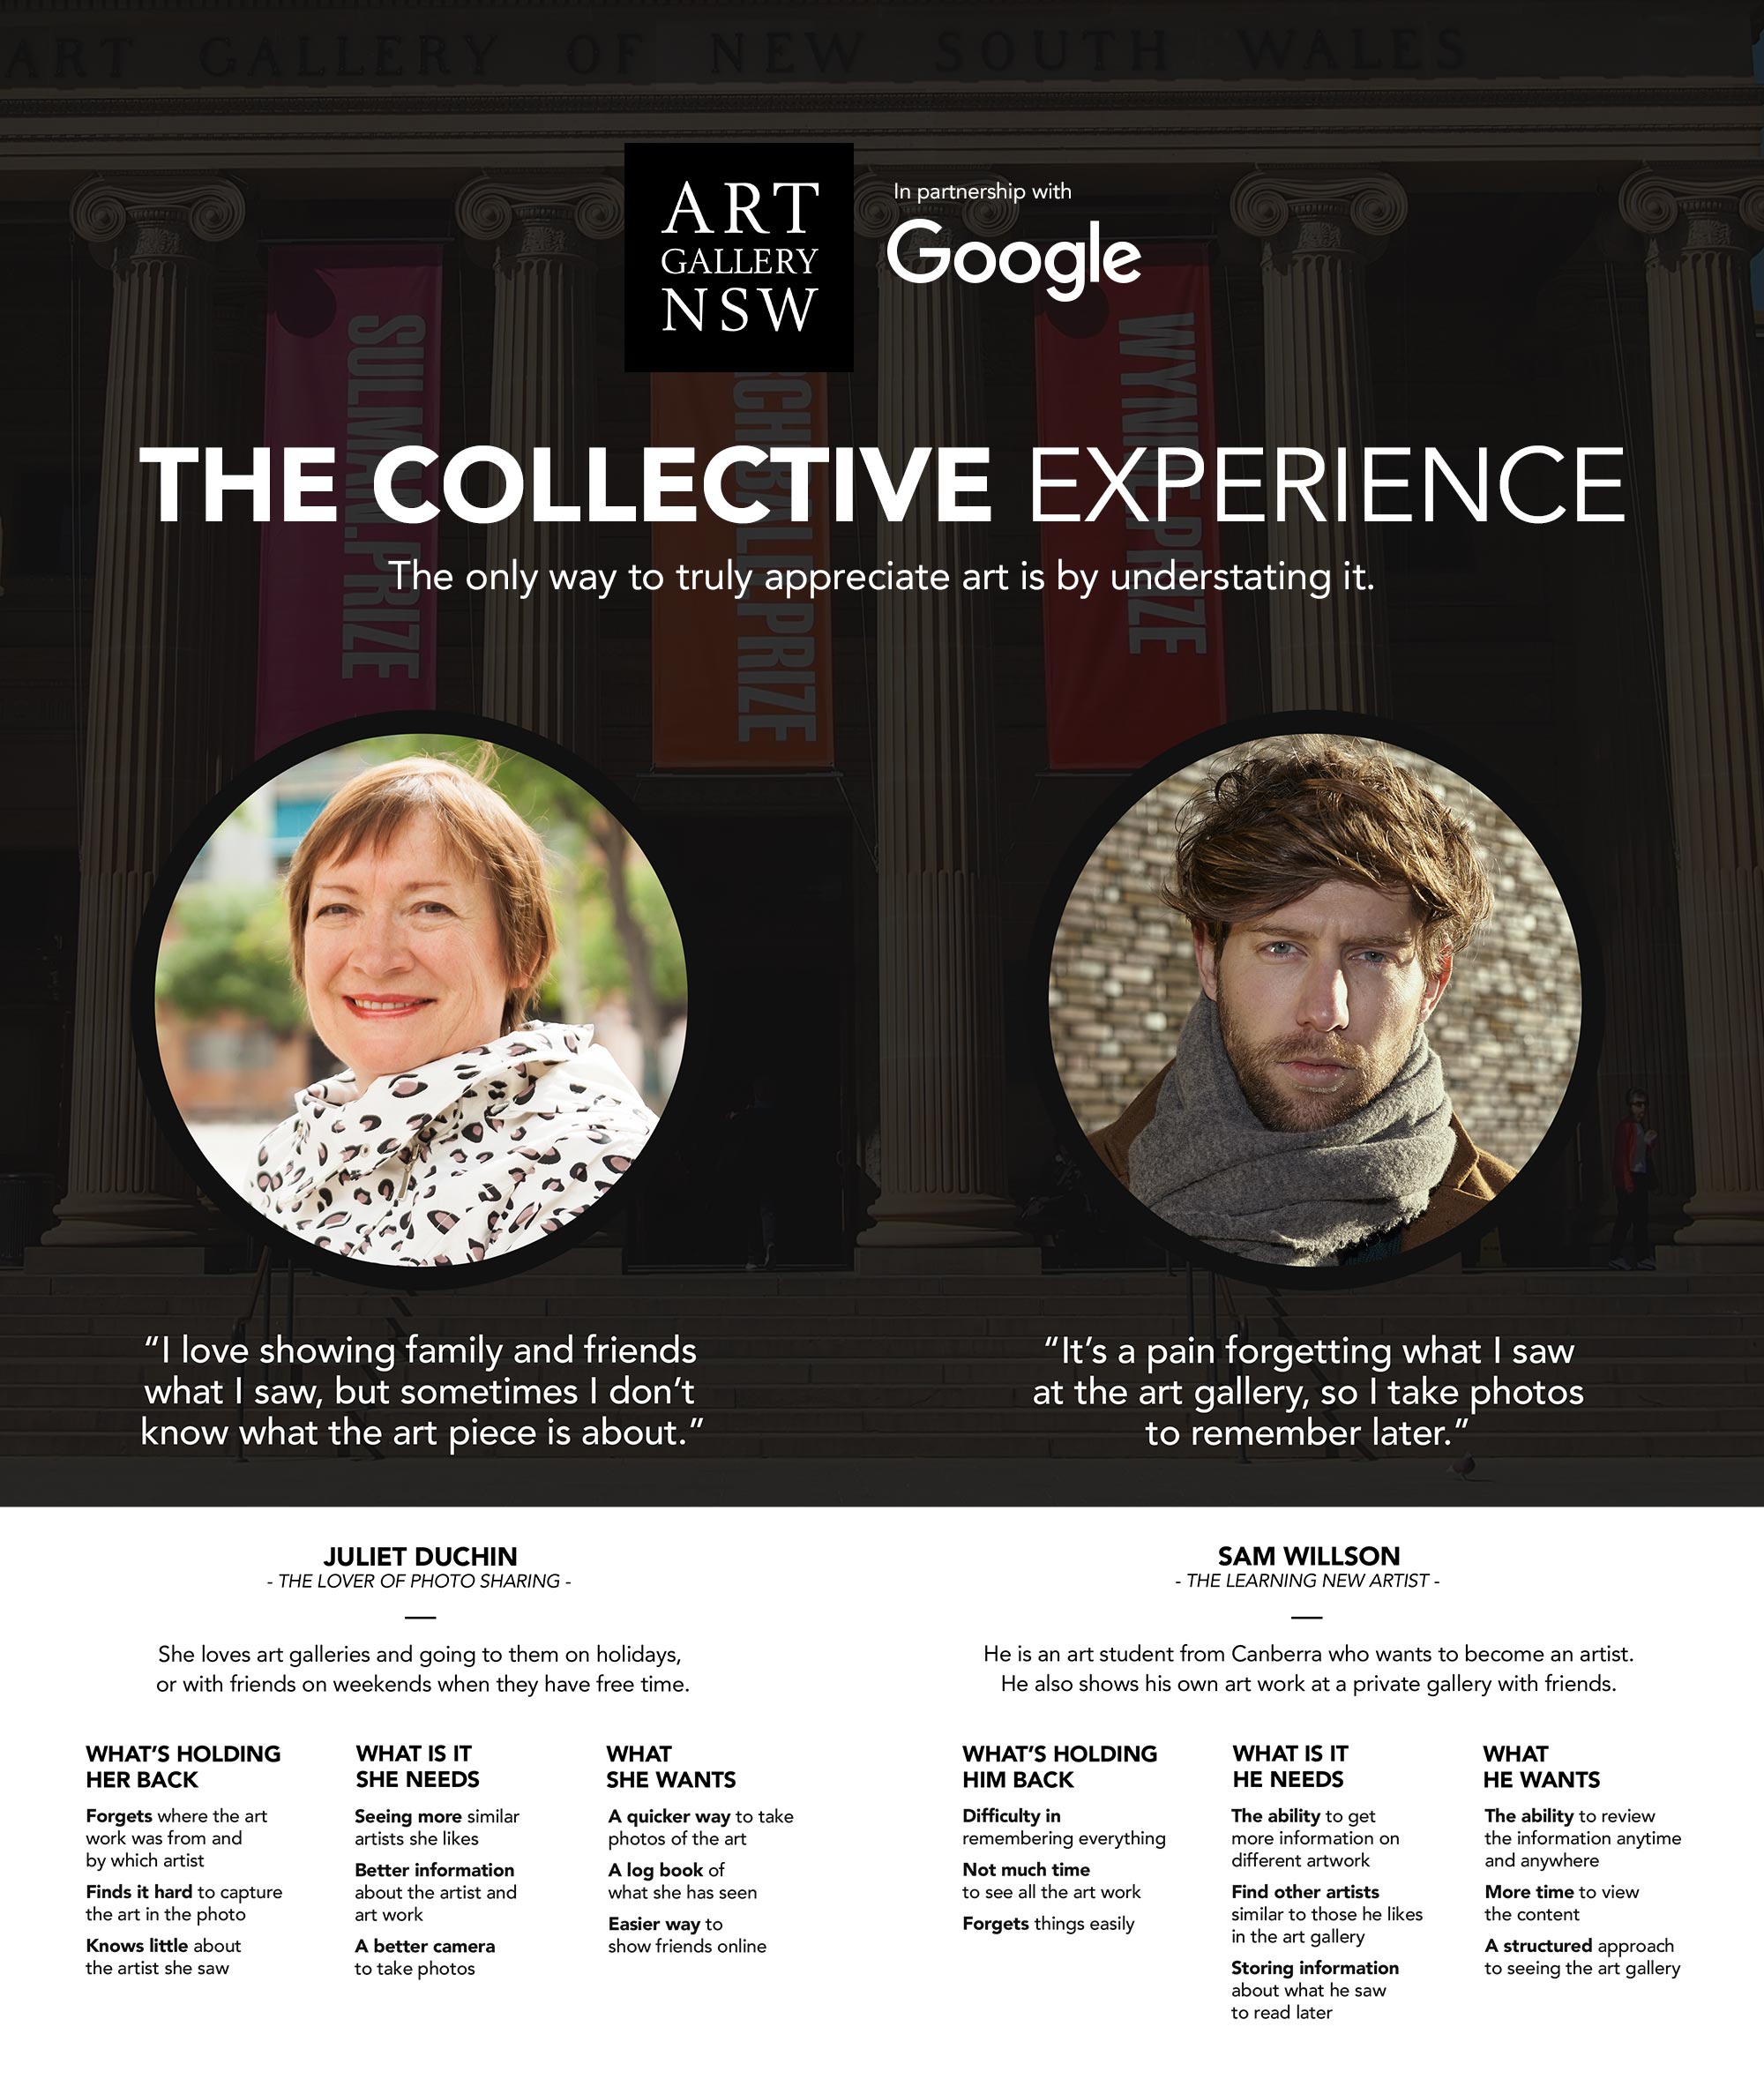 ART GALLERY OF NEW SOUTH WALES
ART
GALLERY
NSW
In partnership with
Google
SULMAN.PRIZE
PRIZE
WYNNE.PRIZE
THE COLLECTIVE EXPERIENCE
The only way to truly appreciate art is by understating it.
“I love showing family and friends
what I saw, but sometimes I don’t
know what the art piece is about.”
“It’s a pain forgetting what I saw
at the art gallery, so I take photos
to remember later.”
JULIET DUCHIN
- THE LOVER OF PHOTO SHARING -
She loves art galleries and going to them on holidays,
or with friends on weekends when they have free time.
WHAT’S HOLDING
HER BACK
Forgets where the art
work was from and
by which artist
Finds it hard to capture
the art in the photo
Knows little about
the artist she saw
WHAT IS IT
SHE NEEDS
Seeing more similar
artists she likes
Better information
about the artist and
art work
A better camera
to take photos
WHAT
SHE WANTS
A quicker way to take
photos of the art
A log book of
what she has seen
Easier way to
show friends online
SAM WILLSON
- THE LEARNING NEW ARTIST -
He is an art student from Canberra who wants to become an artist.
He also shows his own art work at a private gallery with friends.
WHAT’S HOLDING
HIM BACK
Difficulty in
remembering everything
Not much time
to see all the art work
Forgets things easily
WHAT IS IT
HE NEEDS
The ability to get
more information on
different artwork
Find other artists
similar to those he likes
in the art gallery
Storing information
about what he saw
to read later
WHAT
HE WANTS
The ability to review
the information anytime
and anywhere
More time to view
the content
A structured approach
to seeing the art gallery